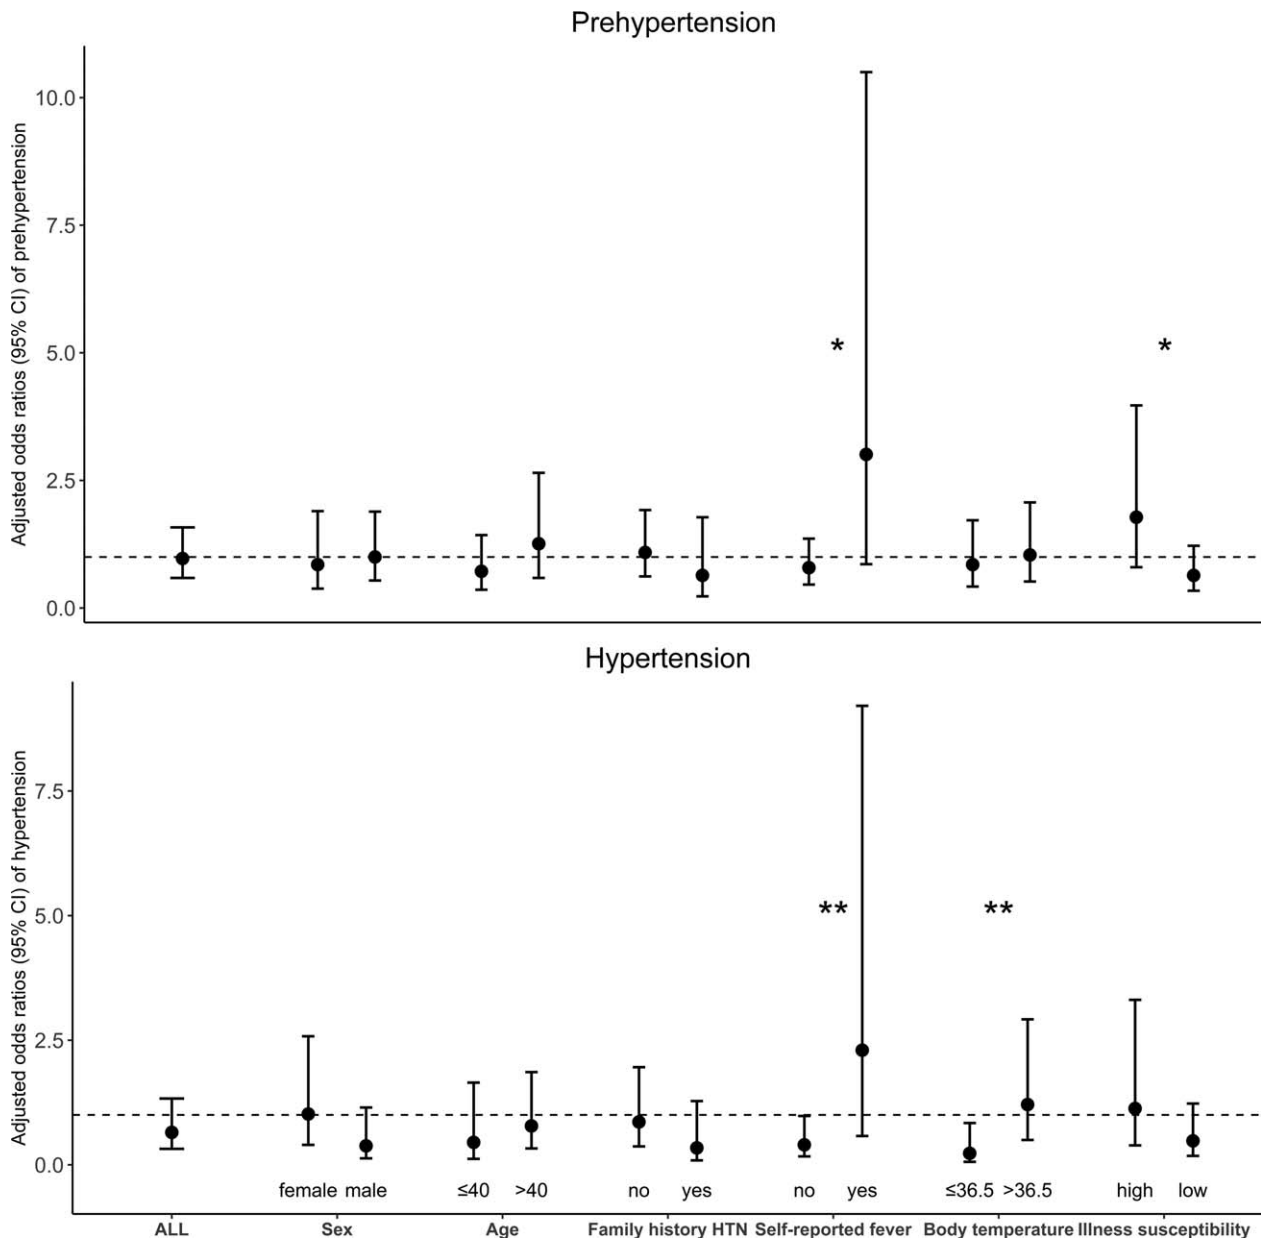 Prehypertension
Adjusted odds ratios (95% CI) of prehypertension
10.0
7.5
5.0
2.5
0.0
*
*
Hypertension
Adjusted odds ratios (95% CI) of hypertension
7.5
5.0
2.5
0.0
**
**
female male ≤40 >40 no yes no yes ≤36.5 >36.5 high low
ALL Sex Age Family history HTN Self-reported fever Body temperature Illness susceptibility